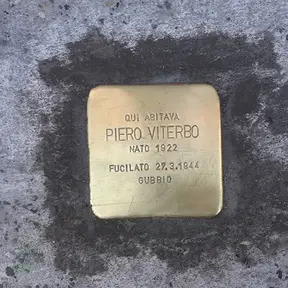 QUI ABITAVA
PIERO VITERBO
NATO 1922
FUCILATO 27.3.1944
GUBBIO